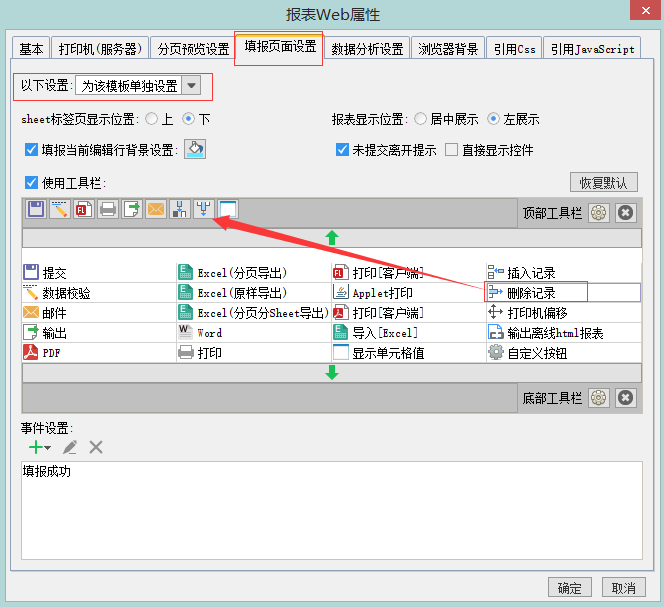 报表Web属性
基本 打印机(服务器) 分页预览设置 填报页面设置 数据分析设置 浏览器背景 引用Css 引用JavaScript
以下设置: 为该模板单独设置
sheet标签页显示位置: 上 下 报表显示位置: 居中展示 左展示
填报当前编辑行背景设置: 未提交离开提示 直接显示控件
使用工具栏: 恢复默认
顶部工具栏
提交 Excel(分页导出) 打印[客户端] 插入记录
数据校验 Excel(原样导出) Applet打印 删除记录
邮件 Excel(分页分Sheet导出) 打印[客户端] 打印机偏移
输出 Word 导入[Excel] 输出离线html报表
PDF 打印 显示单元格值 自定义按钮
底部工具栏
事件设置:
填报成功
确定 取消